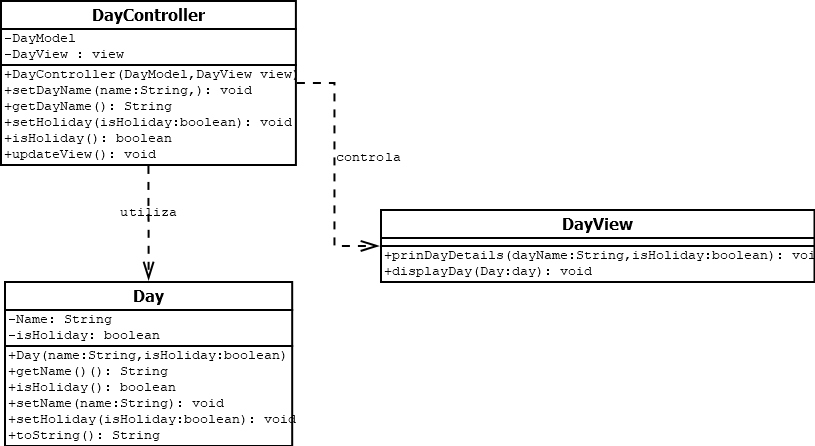 DayController
-DayModel
-DayView : view
+DayController(DayModel,DayView view)
+setDayName(name:String,): void
+getDayName(): String
+setHoliday(isHoliday:boolean): void
+isHoliday(): boolean
+updateView(): void
controla
utiliza
DayView
+prinDayDetails(dayName:String,isHoliday:boolean): voi
+displayDay(Day:day): void
Day
-Name: String
-isHoliday: boolean
+Day(name:String,isHoliday:boolean)
+getName()(): String
+isHoliday(): boolean
+setName(name:String): void
+setHoliday(isHoliday:boolean): void
+toString(): String